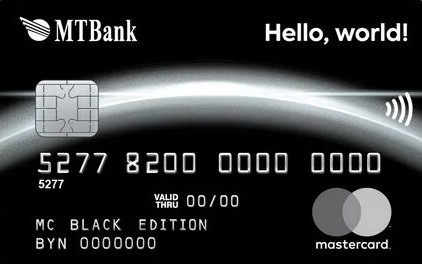 MTBank
Hello, world!
5277 8200 0000 0000
5277
VALID THRU 00/00
MC BLACK EDITION
BYN 0000000
mastercard.